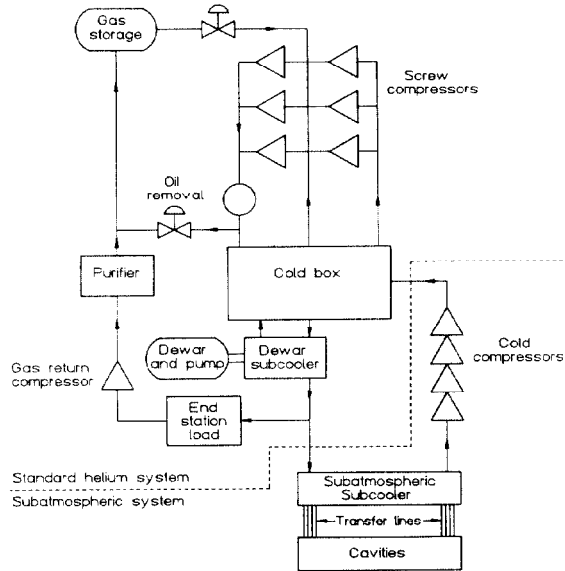 Gas
storage
Screw
compressors
Oil
removal
Cold box
Purifier
Dewar
and pump
Dewar
subcooler
Cold
compressors
Gas return
compressor
End
station
load
Standard helium system
Subatmospheric system
Subatmospheric
Subcooler
Transfer lines
Cavities